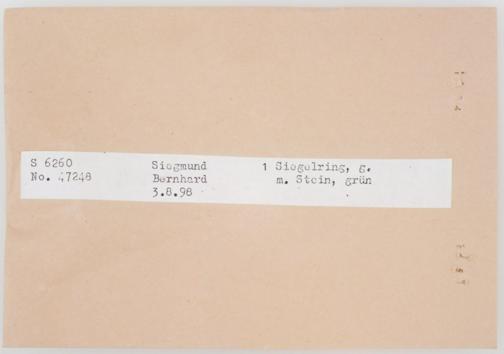 S 6260 Siegmund 1 Siegelring, g.
No. 47248 Bernhard m. Stein, grün
3.8.98